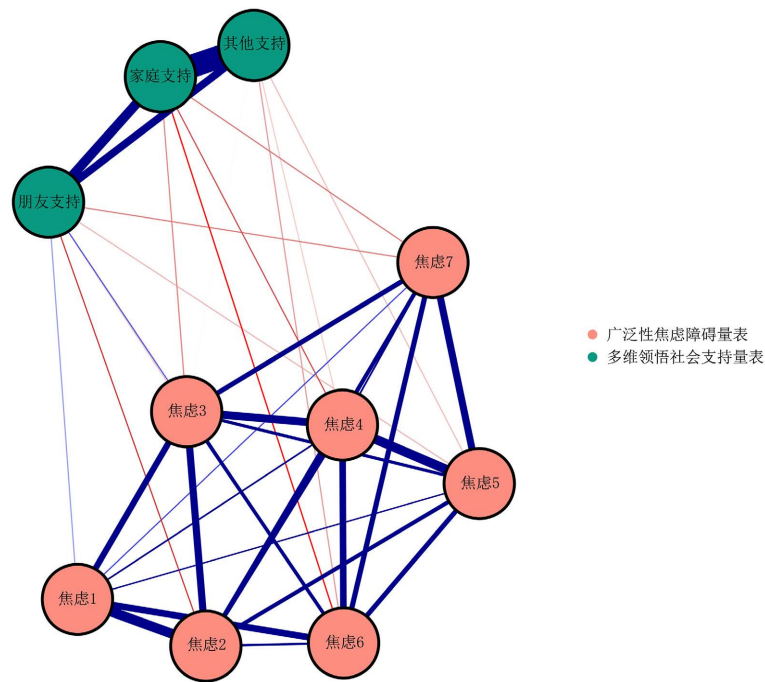 其他支持
家庭支持
朋友支持
焦虑7
广泛性焦虑障碍量表
多维领悟社会支持量表
焦虑3
焦虑4
焦虑5
焦虑1
焦虑2
焦虑6